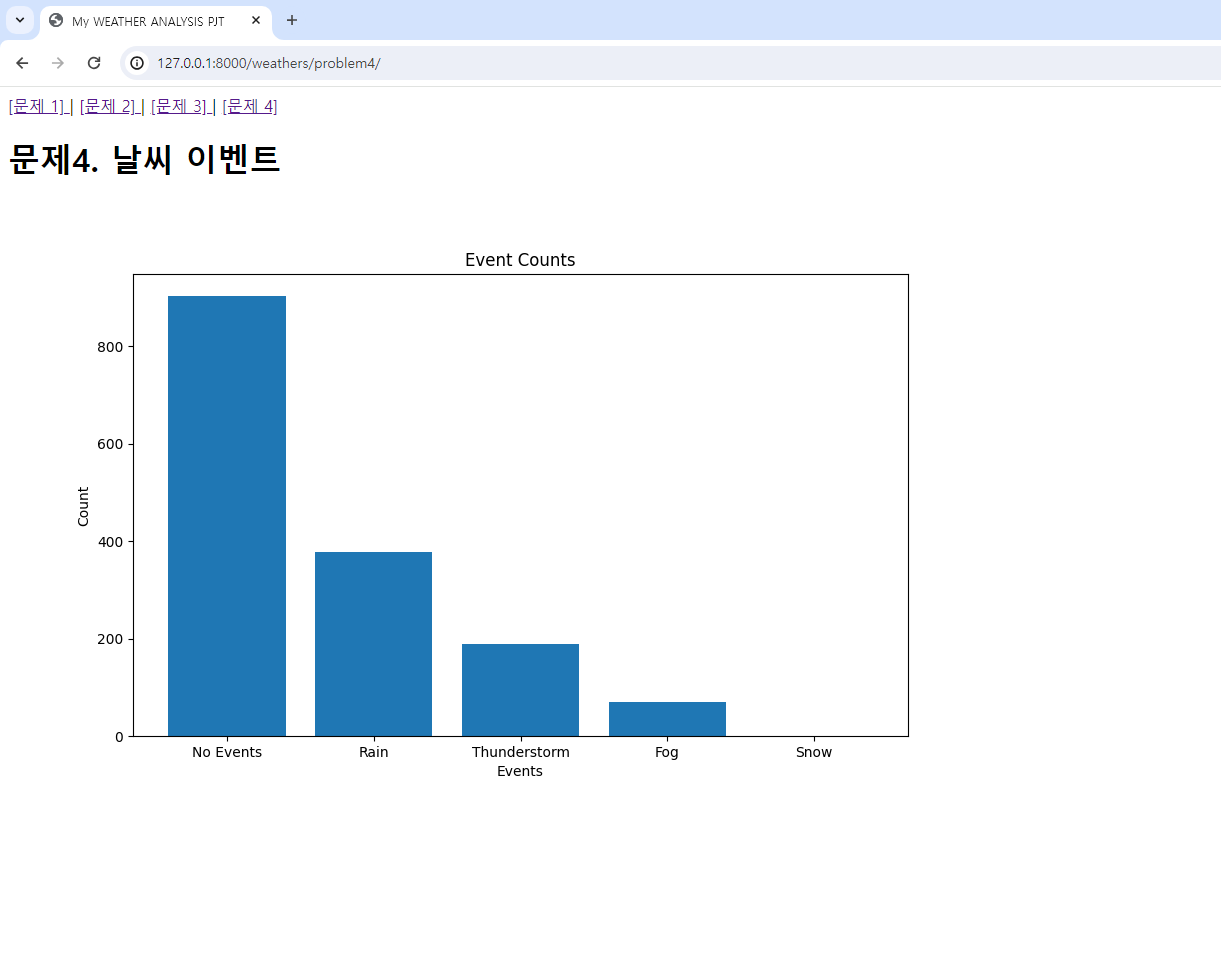 My WEATHER ANALYSIS PJT
127.0.0.1:8000/weathers/problem4/
[문제 1] | [문제 2] | [문제 3] | [문제 4]
문제4. 날씨 이벤트
Event Counts
800
600
400
200
0
Count
No Events Rain Thunderstorm Fog Snow
Events